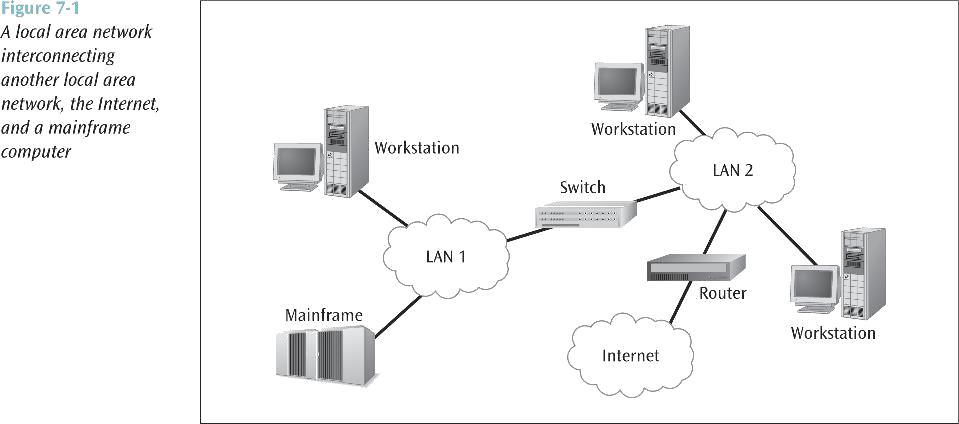 Figure 7-1
A local area network
interconnecting
another local area
network, the Internet,
and a mainframe
computer
Workstation
Workstation
LAN 2
Switch
LAN 1
Router
Mainframe
Workstation
Internet